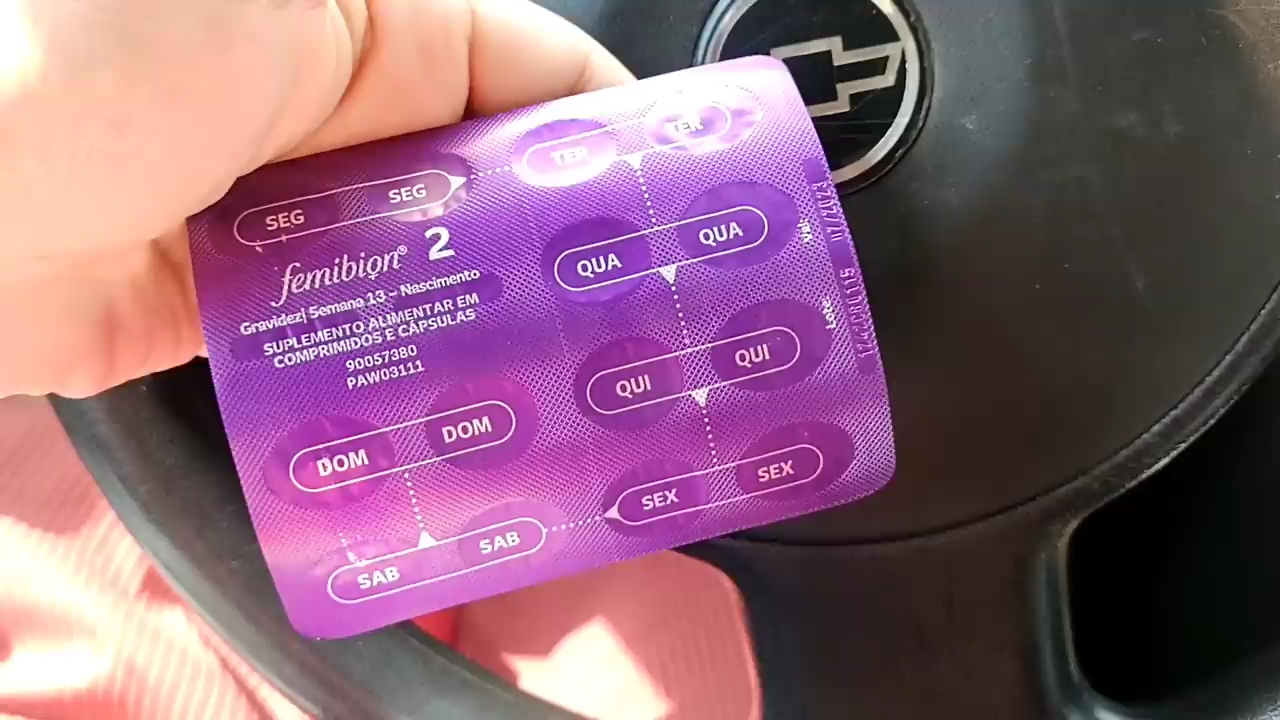 SEG SEG
TER TER
femibion® 2
Gravidez| Semana 13 - Nascimento
SUPLEMENTO ALIMENTAR EM
COMPRIMIDOS E CÁPSULAS
90057380
PAW03111
QUA QUA
QUI QUI
DOM DOM
SEX SEX
SAB SAB
Val: